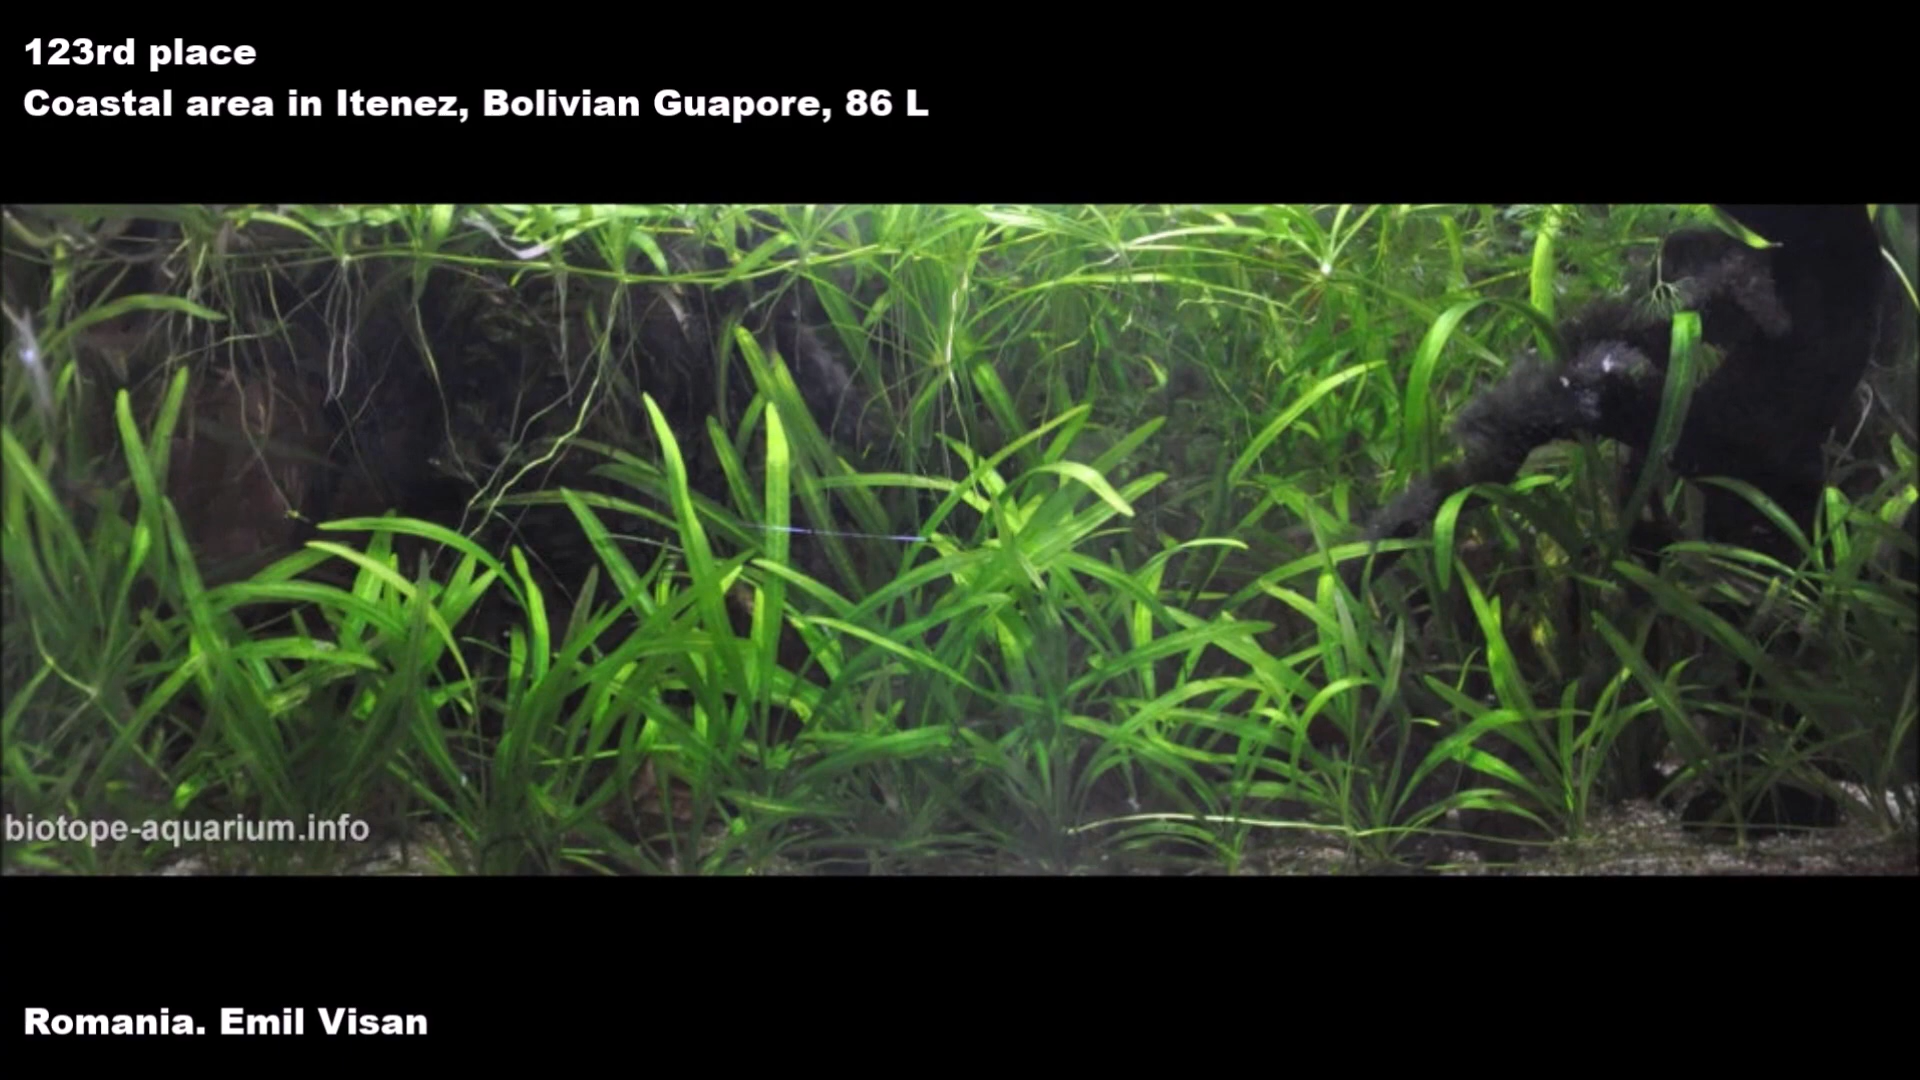 123rd place
Coastal area in Itenez, Bolivian Guapore, 86 L
biotope-aquarium.info
Romania. Emil Visan